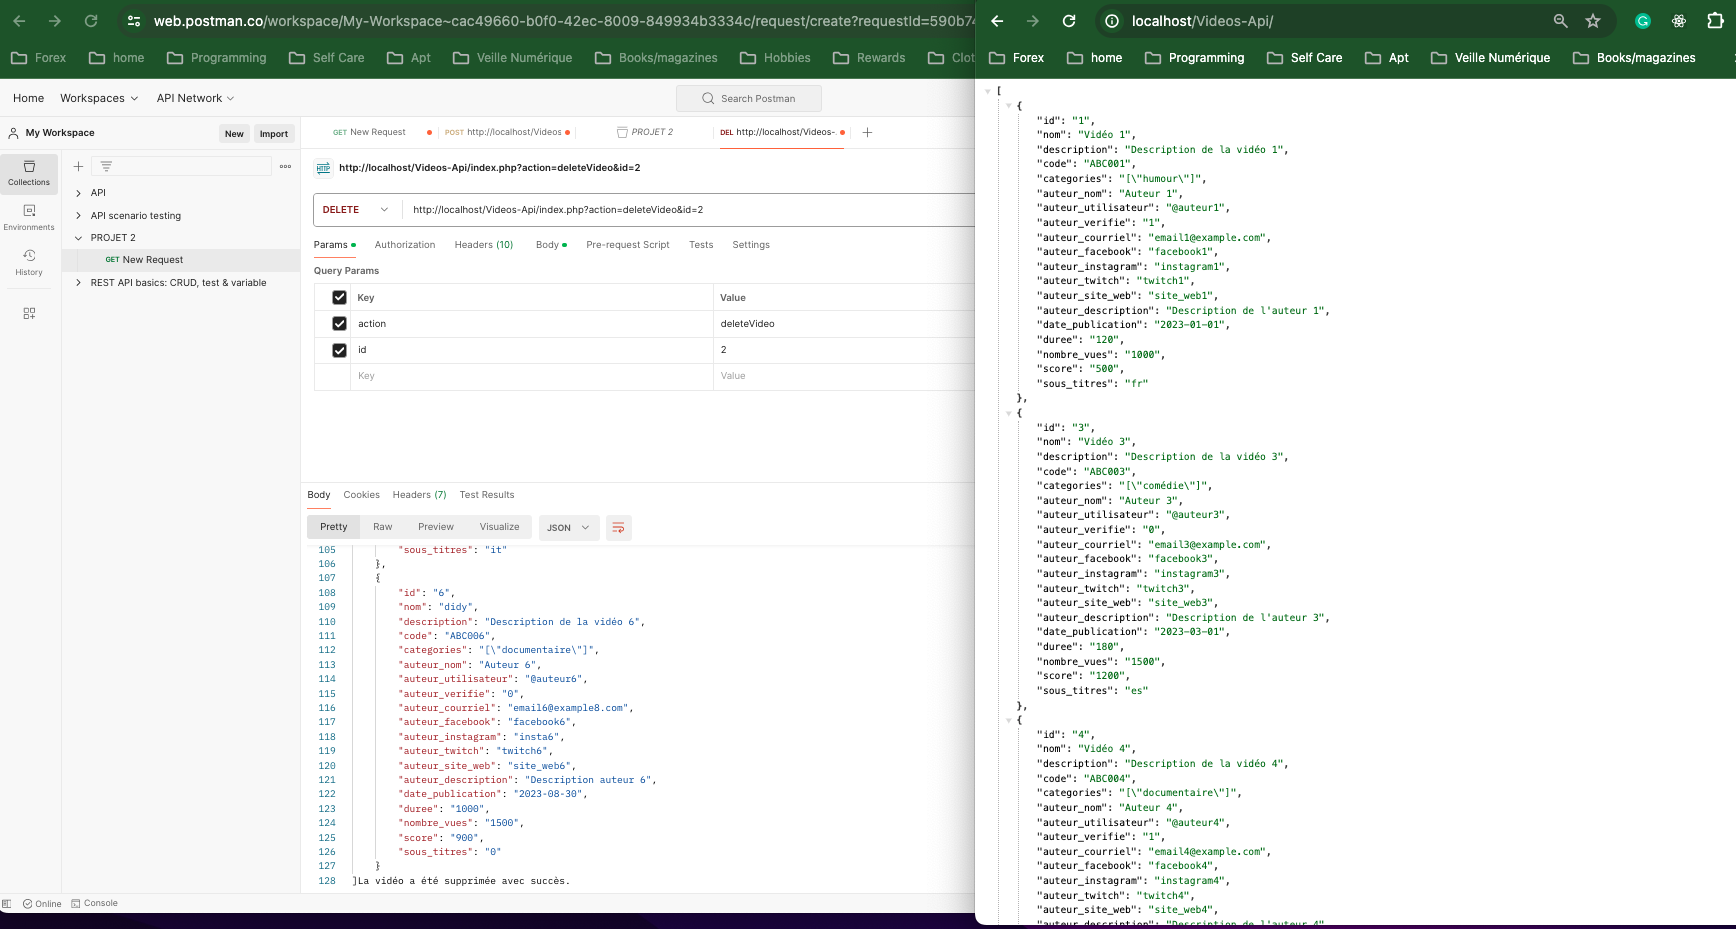 web.postman.co/workspace/My-Workspace~cac49660-b0f0-42ec-8009-849934b3334c/request/create?requestId=590b74
Forex home Programming Self Care Apt Veille Numérique Books/magazines Hobbies Rewards Clot
Home Workspaces API Network Search Postman
My Workspace New Import
GET New Request POST http://localhost/Videos PROJET 2 DEL http://localhost/Videos-
Collections
Environments
History
API
API scenario testing
PROJET 2
GET New Request
REST API basics: CRUD, test & variable
HTTP http://localhost/Videos-Api/index.php?action=deleteVideo&id=2
DELETE http://localhost/Videos-Api/index.php?action=deleteVideo&id=2
Params Authorization Headers (10) Body Pre-request Script Tests Settings
Query Params
Key Value
action deleteVideo
id 2
Key Value
Body Cookies Headers (7) Test Results
Pretty Raw Preview Visualize JSON
105 "sous_titres": "it"
106 },
107 {
108 "id": "6",
109 "nom": "didy",
110 "description": "Description de la vidéo 6",
111 "code": "ABC006",
112 "categories": "[\"documentaire\"]",
113 "auteur_nom": "Auteur 6",
114 "auteur_utilisateur": "@auteur6",
115 "auteur_verifie": "0",
116 "auteur_courriel": "email6@example8.com",
117 "auteur_facebook": "facebook6",
118 "auteur_instagram": "insta6",
119 "auteur_twitch": "twitch6",
120 "auteur_site_web": "site_web6",
121 "auteur_description": "Description auteur 6",
122 "date_publication": "2023-08-30",
123 "duree": "1000",
124 "nombre_vues": "1500",
125 "score": "900",
126 "sous_titres": "0"
127 }
128 ]La vidéo a été supprimée avec succès.
Online Console
localhost/Videos-Api/
Forex home Programming Self Care Apt Veille Numérique Books/magazines
[
{
"id": "1",
"nom": "Vidéo 1",
"description": "Description de la vidéo 1",
"code": "ABC001",
"categories": "[\"humour\"]",
"auteur_nom": "Auteur 1",
"auteur_utilisateur": "@auteur1",
"auteur_verifie": "1",
"auteur_courriel": "email1@example.com",
"auteur_facebook": "facebook1",
"auteur_instagram": "instagram1",
"auteur_twitch": "twitch1",
"auteur_site_web": "site_web1",
"auteur_description": "Description de l'auteur 1",
"date_publication": "2023-01-01",
"duree": "120",
"nombre_vues": "1000",
"score": "500",
"sous_titres": "fr"
},
{
"id": "3",
"nom": "Vidéo 3",
"description": "Description de la vidéo 3",
"code": "ABC003",
"categories": "[\"comédie\"]",
"auteur_nom": "Auteur 3",
"auteur_utilisateur": "@auteur3",
"auteur_verifie": "0",
"auteur_courriel": "email3@example.com",
"auteur_facebook": "facebook3",
"auteur_instagram": "instagram3",
"auteur_twitch": "twitch3",
"auteur_site_web": "site_web3",
"auteur_description": "Description de l'auteur 3",
"date_publication": "2023-03-01",
"duree": "180",
"nombre_vues": "1500",
"score": "1200",
"sous_titres": "es"
},
{
"id": "4",
"nom": "Vidéo 4",
"description": "Description de la vidéo 4",
"code": "ABC004",
"categories": "[\"documentaire\"]",
"auteur_nom": "Auteur 4",
"auteur_utilisateur": "@auteur4",
"auteur_verifie": "1",
"auteur_courriel": "email4@example.com",
"auteur_facebook": "facebook4",
"auteur_instagram": "instagram4",
"auteur_twitch": "twitch4",
"auteur_site_web": "site_web4",
"auteur_description": "Description de l'auteur 4",